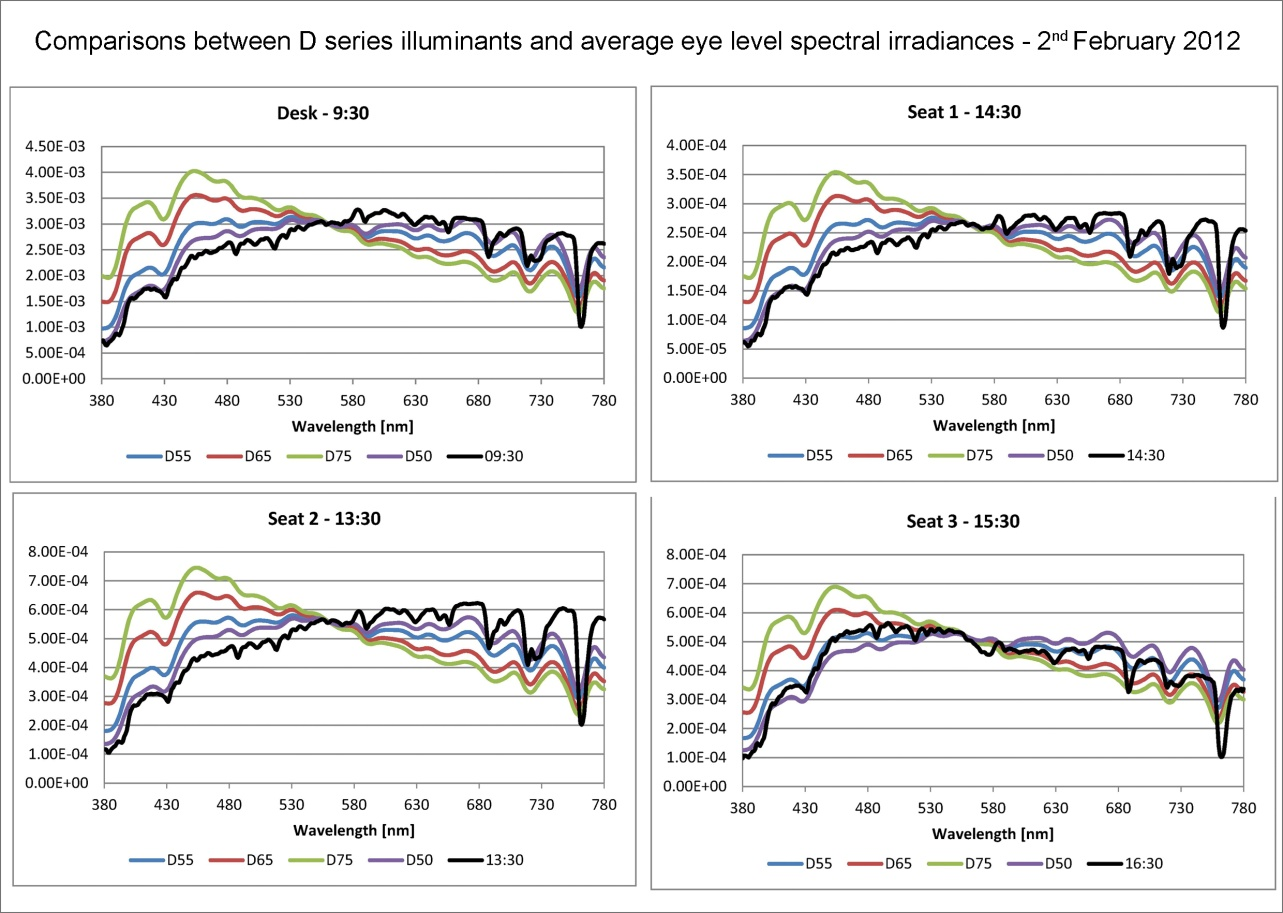 Comparisons between D series illuminants and average eye level spectral irradiances - 2nd February 2012
Desk - 9:30
4.50E-03
4.00E-03
3.50E-03
3.00E-03
2.50E-03
2.00E-03
1.50E-03
1.00E-03
5.00E-04
0.00E+00
380 430 480 530 580 630 680 730 780
Wavelength [nm]
D55 D65 D75 D50 09:30
Seat 1 - 14:30
4.00E-04
3.50E-04
3.00E-04
2.50E-04
2.00E-04
1.50E-04
1.00E-04
5.00E-05
0.00E+00
380 430 480 530 580 630 680 730 780
Wavelength [nm]
D55 D65 D75 D50 14:30
Seat 2 - 13:30
8.00E-04
7.00E-04
6.00E-04
5.00E-04
4.00E-04
3.00E-04
2.00E-04
1.00E-04
0.00E+00
380 430 480 530 580 630 680 730 780
Wavelength [nm]
D55 D65 D75 D50 13:30
Seat 3 - 15:30
8.00E-04
7.00E-04
6.00E-04
5.00E-04
4.00E-04
3.00E-04
2.00E-04
1.00E-04
0.00E+00
380 430 480 530 580 630 680 730 780
Wavelength [nm]
D55 D65 D75 D50 16:30